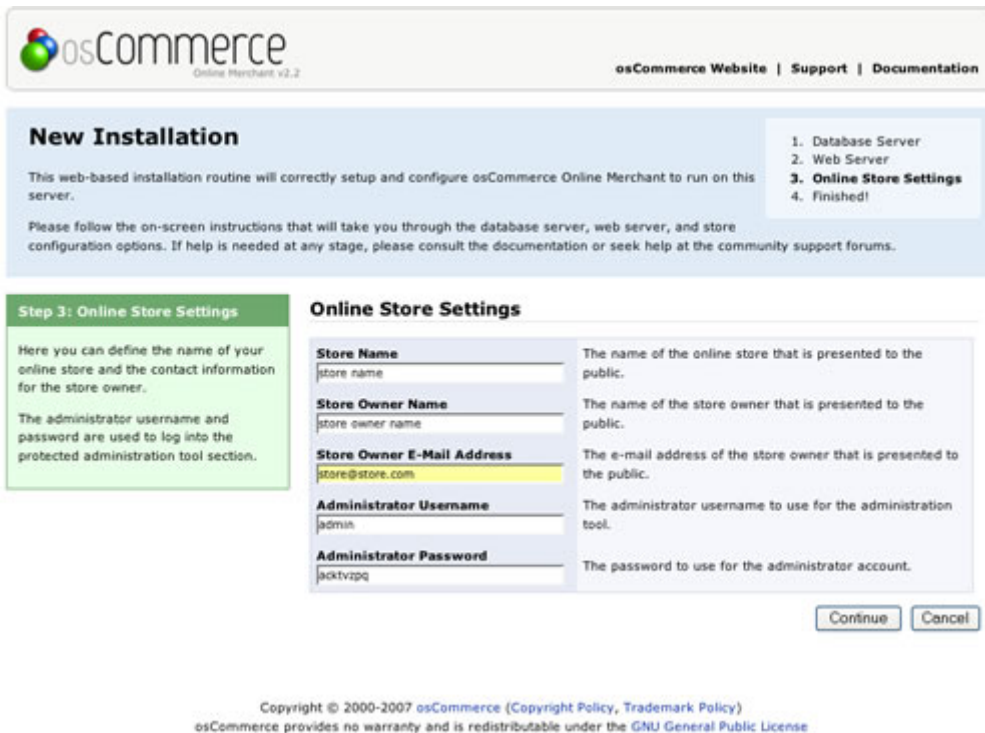 osCommerce
Online Merchant v2.2
osCommerce Website | Support | Documentation
New Installation
This web-based installation routine will correctly setup and configure osCommerce Online Merchant to run on this
server.
Please follow the on-screen instructions that will take you through the database server, web server, and store
configuration options. If help is needed at any stage, please consult the documentation or seek help at the community support forums.
1. Database Server
2. Web Server
3. Online Store Settings
4. Finished!
Step 3: Online Store Settings
Here you can define the name of your
online store and the contact information
for the store owner.
The administrator username and
password are used to log into the
protected administration tool section.
Online Store Settings
Store Name
store name
The name of the online store that is presented to the
public.
Store Owner Name
store owner name
The name of the store owner that is presented to the
public.
Store Owner E-Mail Address
store@store.com
The e-mail address of the store owner that is presented to
the public.
Administrator Username
admin
The administrator username to use for the administration
tool.
Administrator Password
acktvzpq
The password to use for the administrator account.
Continue Cancel
Copyright © 2000-2007 osCommerce (Copyright Policy, Trademark Policy)
osCommerce provides no warranty and is redistributable under the GNU General Public License